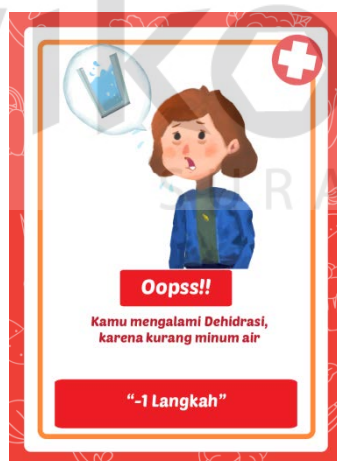 Oopss!!
Kamu mengalami Dehidrasi,
karena kurang minum air
“-1 Langkah”